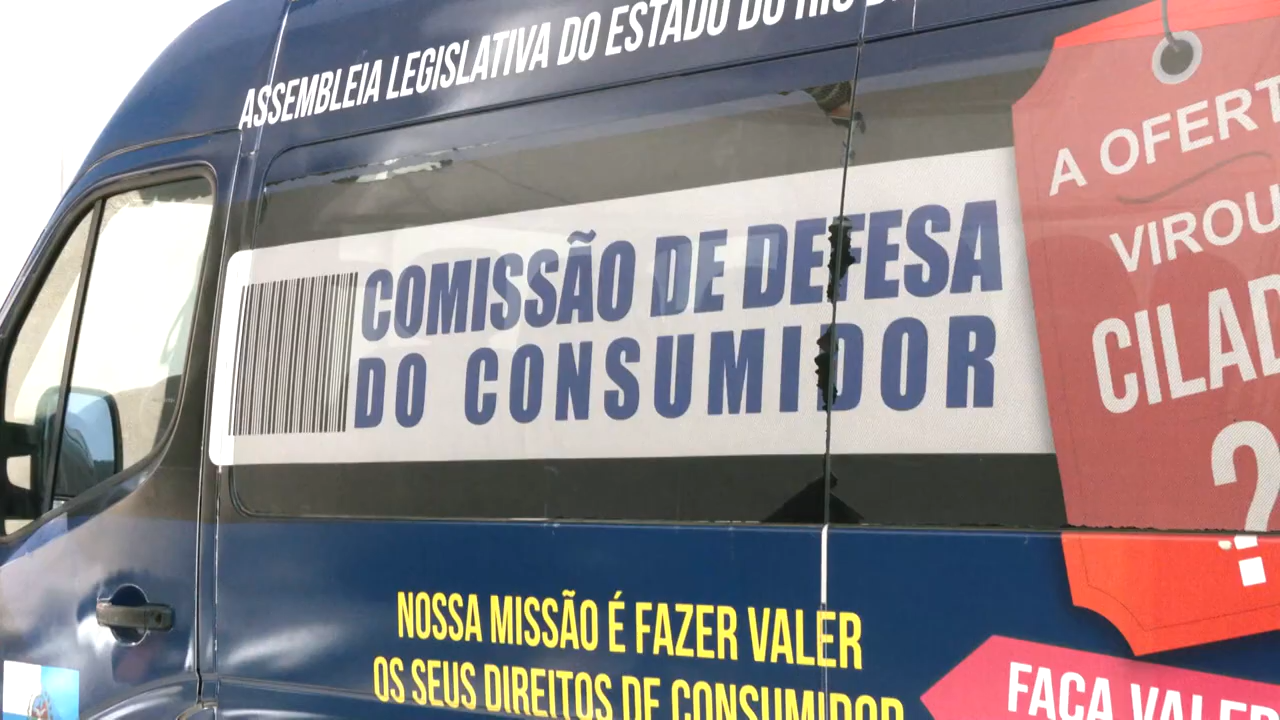 ASSEMBLEIA LEGISLATIVA DO ESTADO DO RIO
COMISSÃO DE DEFESA
DO CONSUMIDOR
NOSSA MISSÃO É FAZER VALER
OS SEUS DIREITOS DE CONSUMIDOR
A OFERT
VIROU
CILAD
?
FAÇA VALER